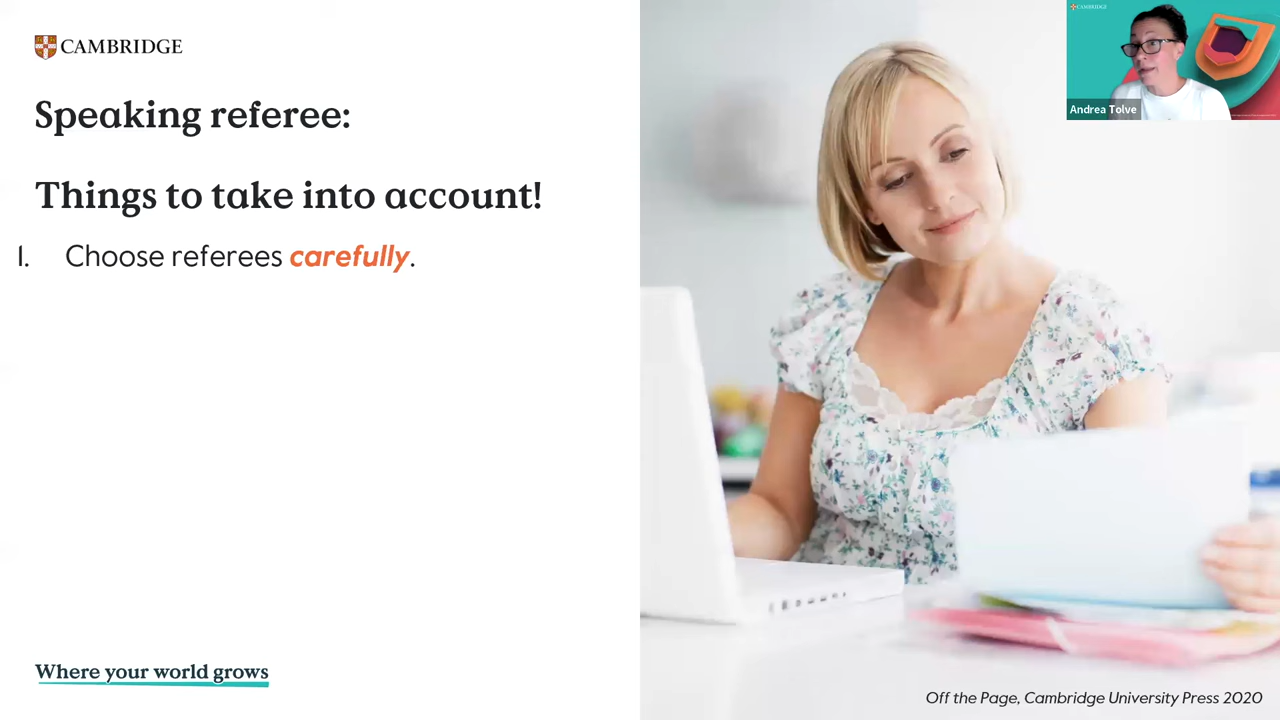 CAMBRIDGE
CAMBRIDGE
Andrea Tolve
Speaking referee:
Things to take into account!
1. Choose referees carefully.
Where your world grows
Off the Page, Cambridge University Press 2020